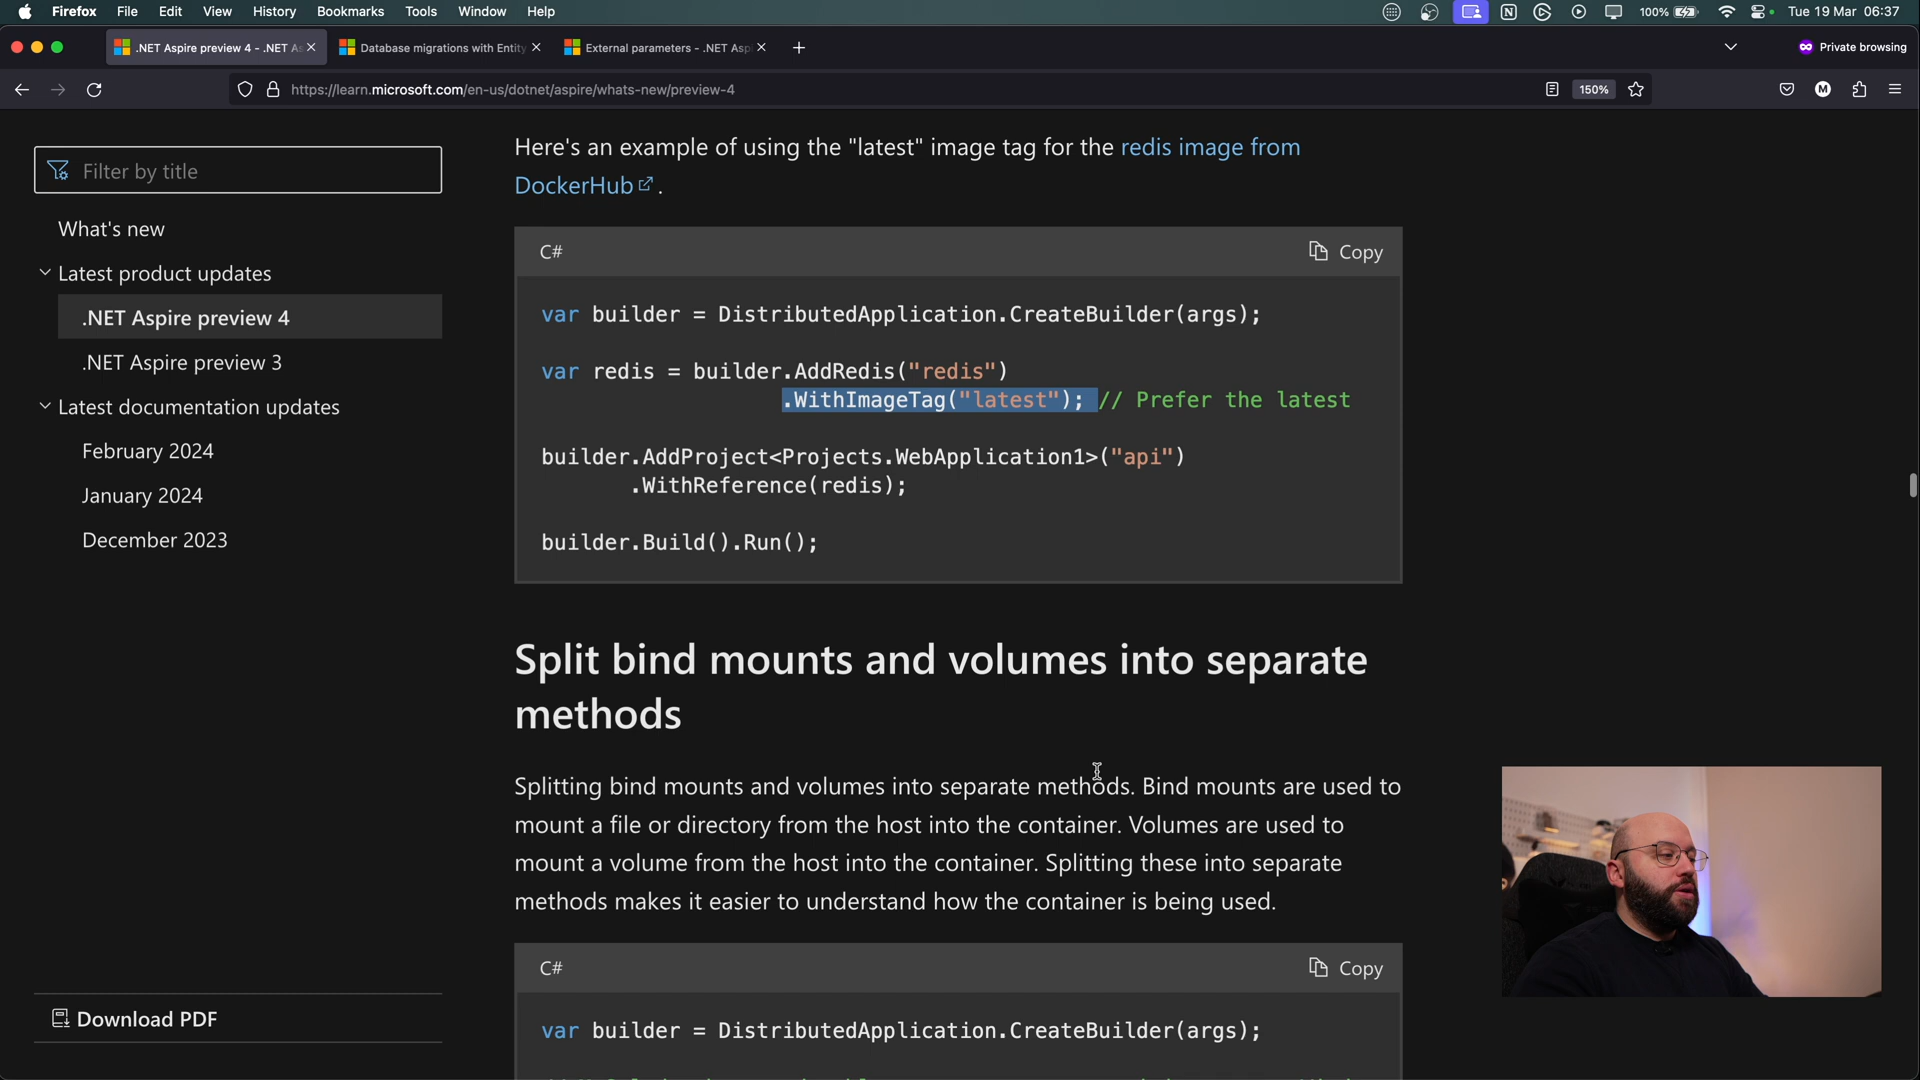 Firefox File Edit View History Bookmarks Tools Window Help 100% Tue 19 Mar 06:37
.NET Aspire preview 4 - .NET As Database migrations with Entity External parameters - .NET Aspi Private browsing
https://learn.microsoft.com/en-us/dotnet/aspire/whats-new/preview-4 150% M
Filter by title
What's new
Latest product updates
.NET Aspire preview 4
.NET Aspire preview 3
Latest documentation updates
February 2024
January 2024
December 2023
Download PDF
Here's an example of using the "latest" image tag for the redis image from
DockerHub .
C# Copy
var builder = DistributedApplication.CreateBuilder(args);
var redis = builder.AddRedis("redis")
.WithImageTag("latest"); // Prefer the latest
builder.AddProject<Projects.WebApplication1>("api")
.WithReference(redis);
builder.Build().Run();
Split bind mounts and volumes into separate
methods
Splitting bind mounts and volumes into separate methods. Bind mounts are used to
mount a file or directory from the host into the container. Volumes are used to
mount a volume from the host into the container. Splitting these into separate
methods makes it easier to understand how the container is being used.
C# Copy
var builder = DistributedApplication.CreateBuilder(args);